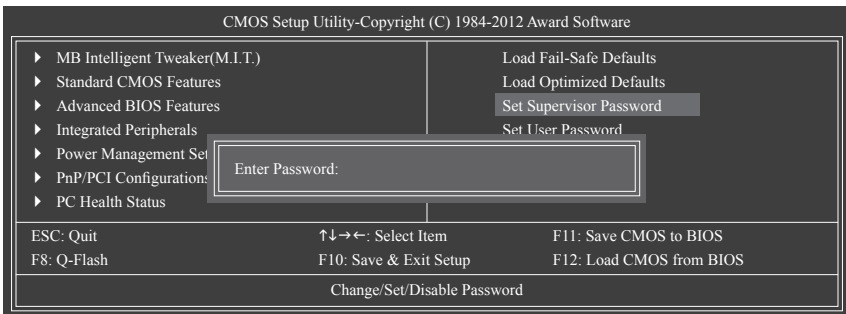 CMOS Setup Utility-Copyright (C) 1984-2012 Award Software
MB Intelligent Tweaker(M.I.T.)
Standard CMOS Features
Advanced BIOS Features
Integrated Peripherals
Power Management Set
PnP/PCI Configurations
PC Health Status
Load Fail-Safe Defaults
Load Optimized Defaults
Set Supervisor Password
Set User Password
Enter Password:
ESC: Quit ↑↓→←: Select Item F11: Save CMOS to BIOS
F8: Q-Flash F10: Save & Exit Setup F12: Load CMOS from BIOS
Change/Set/Disable Password